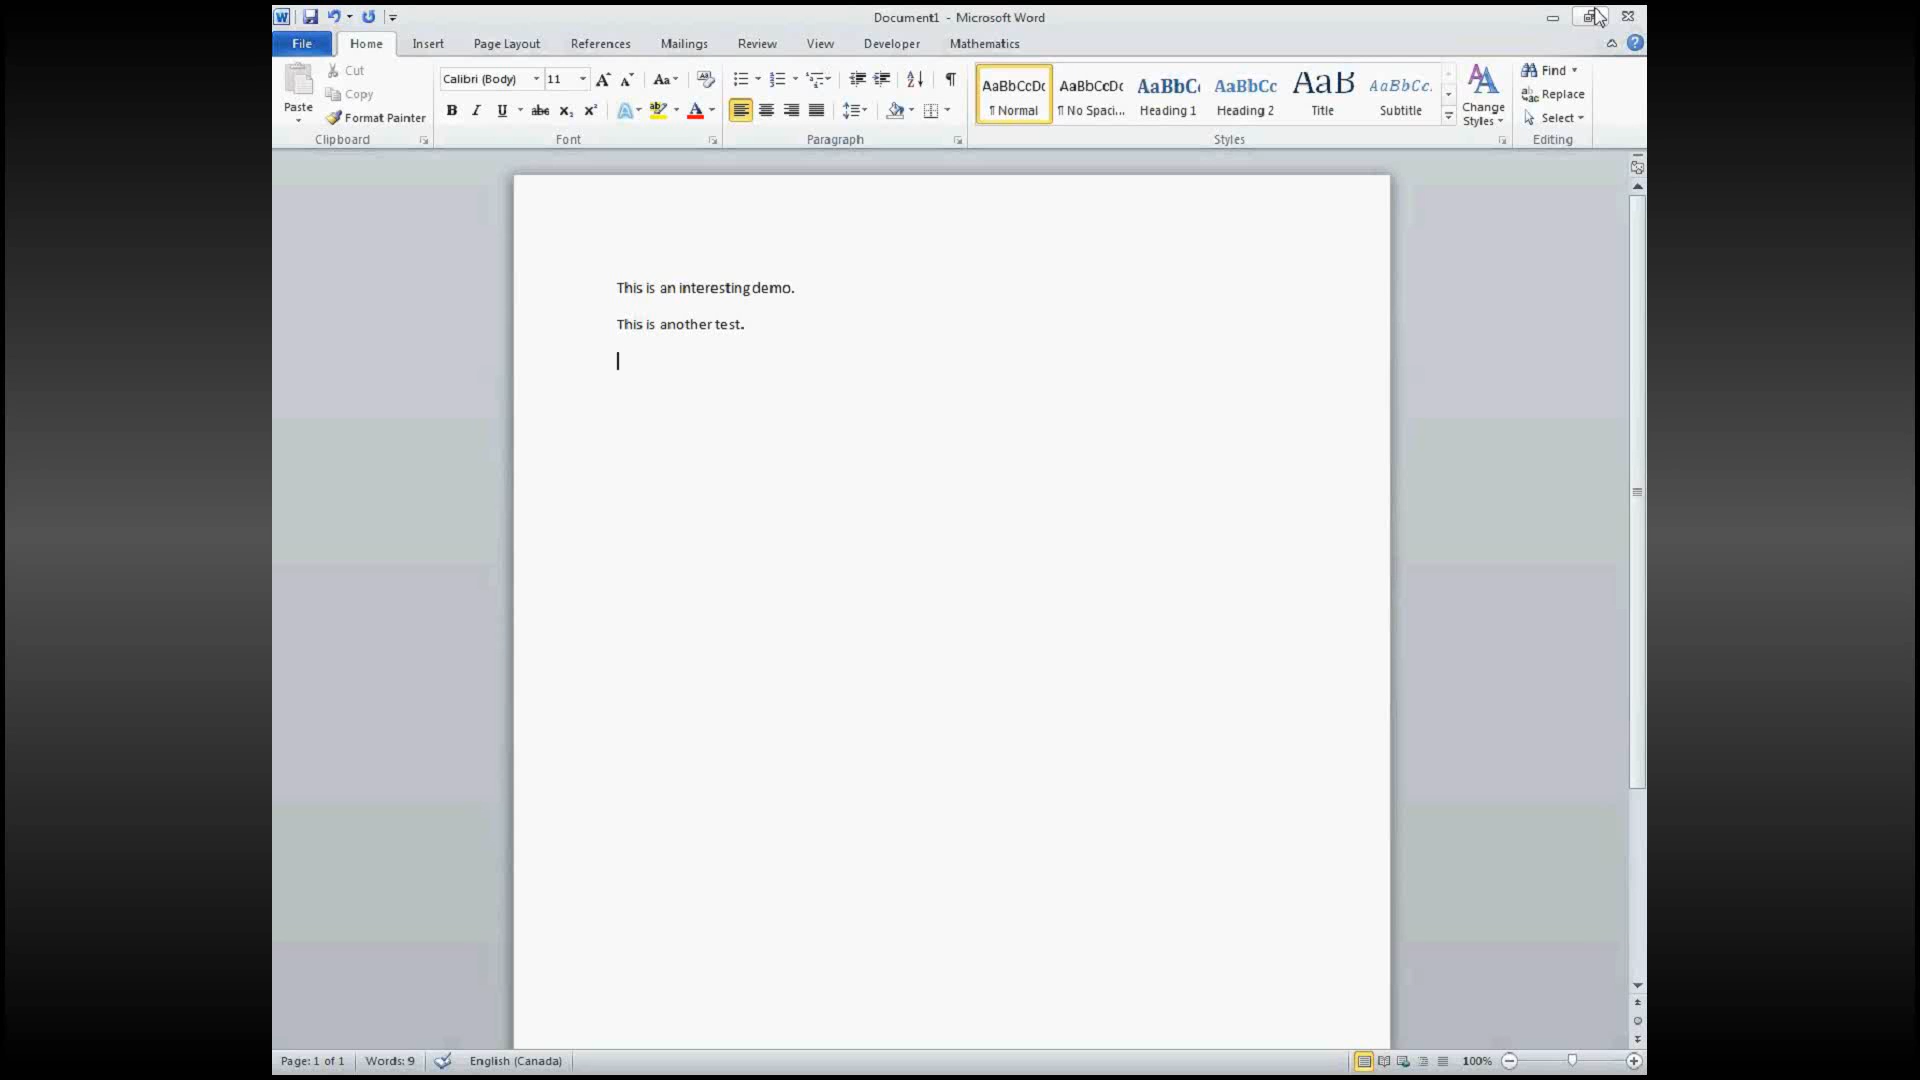 Document1 - Microsoft Word
File Home Insert Page Layout References Mailings Review View Developer Mathematics
Paste
Cut
Copy
Format Painter
Clipboard
Calibri (Body) 11
Font
Paragraph
AaBbCcDc AaBbCcDc AaBbC AaBbCc AaB AaBbCc.
¶ Normal ¶ No Spaci... Heading 1 Heading 2 Title Subtitle
Change
Styles
Styles
Find
Replace
Select
Editing
This is an interesting demo.
This is another test.
Page: 1 of 1 Words: 9 English (Canada) 100%